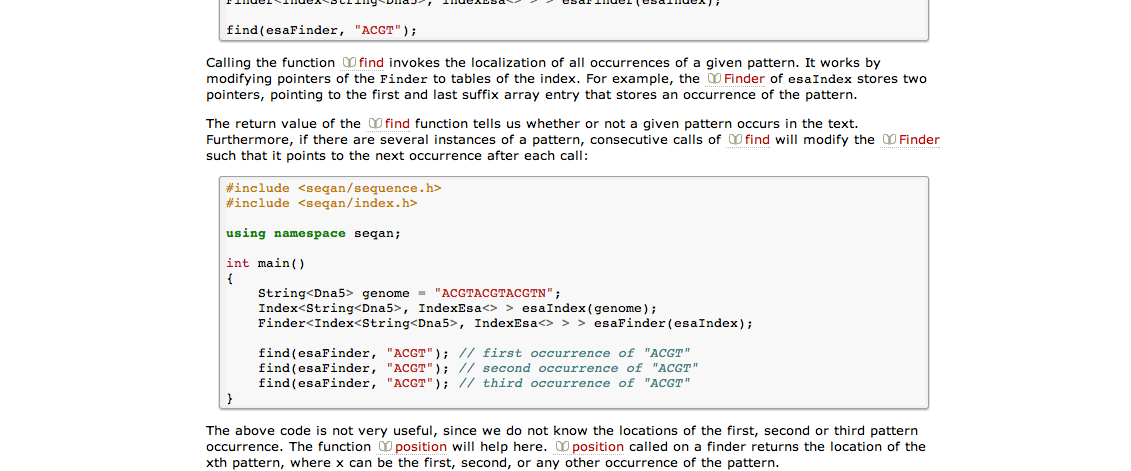 Finder<Index<String<Dna5>, IndexEsa<> > > esaFinder(esaIndex);
find(esaFinder, "ACGT");
Calling the function find invokes the localization of all occurrences of a given pattern. It works by
modifying pointers of the Finder to tables of the index. For example, the Finder of esaIndex stores two
pointers, pointing to the first and last suffix array entry that stores an occurrence of the pattern.
The return value of the find function tells us whether or not a given pattern occurs in the text.
Furthermore, if there are several instances of a pattern, consecutive calls of find will modify the Finder
such that it points to the next occurrence after each call:
#include <seqan/sequence.h>
#include <seqan/index.h>
using namespace seqan;
int main()
{
String<Dna5> genome = "ACGTACGTACGTN";
Index<String<Dna5>, IndexEsa<> > esaIndex(genome);
Finder<Index<String<Dna5>, IndexEsa<> > > esaFinder(esaIndex);
find(esaFinder, "ACGT"); // first occurrence of "ACGT"
find(esaFinder, "ACGT"); // second occurrence of "ACGT"
find(esaFinder, "ACGT"); // third occurrence of "ACGT"
}
The above code is not very useful, since we do not know the locations of the first, second or third pattern
occurrence. The function position will help here. position called on a finder returns the location of the
xth pattern, where x can be the first, second, or any other occurrence of the pattern.